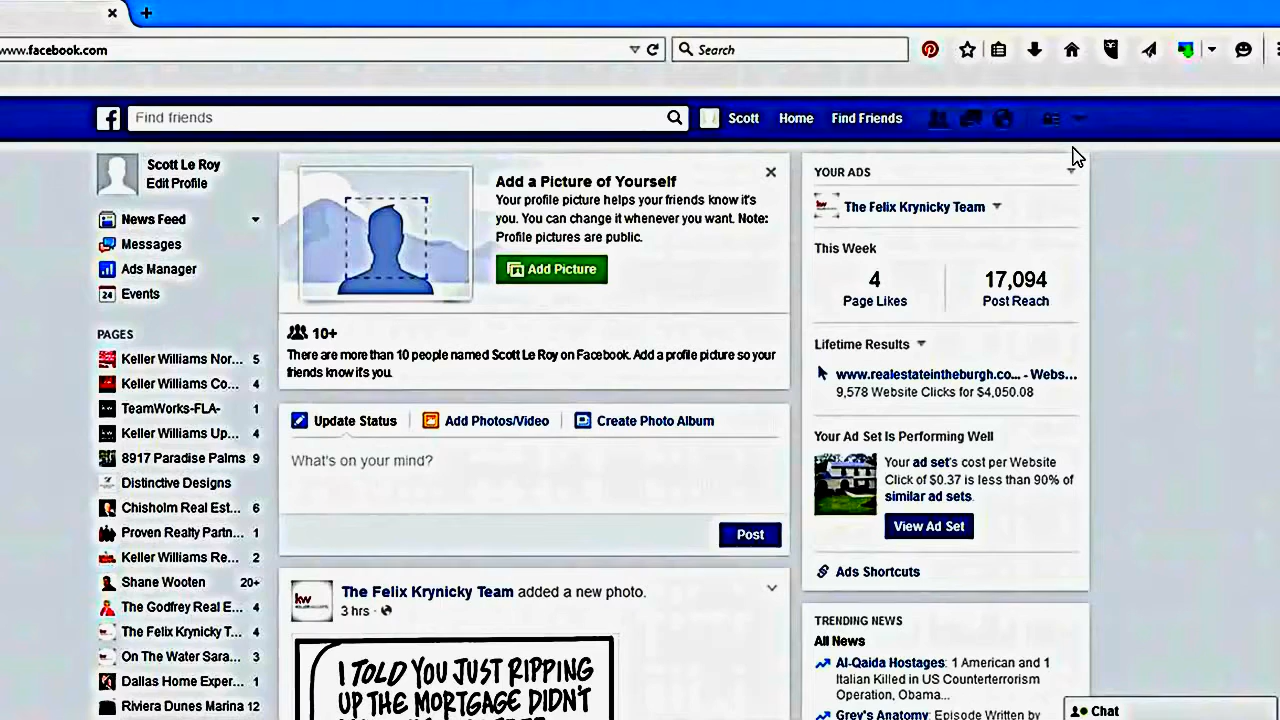 www.facebook.com
Search
Find friends
Scott
Home
Find Friends
Scott Le Roy
Edit Profile
News Feed
Messages
Ads Manager
24 Events
PAGES
Keller Williams Nor... 5
Keller Williams Co... 4
TeamWorks-FLA- 1
Keller Williams Up... 4
8917 Paradise Palms 9
Distinctive Designs
Chisholm Real Est... 6
Proven Realty Partn... 1
Keller Williams Re... 2
Shane Wooten 20+
The Godfrey Real E... 4
The Felix Krynicky T... 4
On The Water Sara... 3
Dallas Home Exper... 1
Riviera Dunes Marina 12
Add a Picture of Yourself
Your profile picture helps your friends know it's
you. You can change it whenever you want. Note:
Profile pictures are public.
Add Picture
10+
There are more than 10 people named Scott Le Roy on Facebook. Add a profile picture so your
friends know it's you.
Update Status
Add Photos/Video
Create Photo Album
What's on your mind?
Post
kw
The Felix Krynicky Team added a new photo.
3 hrs ·
I TOLD YOU JUST RIPPING
UP THE MORTGAGE DIDN'T
YOUR ADS
The Felix Krynicky Team
This Week
4
Page Likes
17,094
Post Reach
Lifetime Results
www.realestateintheburgh.co... - Webs...
9,578 Website Clicks for $4,050.08
Your Ad Set Is Performing Well
Your ad set's cost per Website
Click of $0.37 is less than 90% of
similar ad sets.
View Ad Set
Ads Shortcuts
TRENDING NEWS
All News
Al-Qaida Hostages: 1 American and 1
Italian Killed in US Counterterrorism
Operation, Obama...
Grey's Anatomy: Episode Written by
Chat